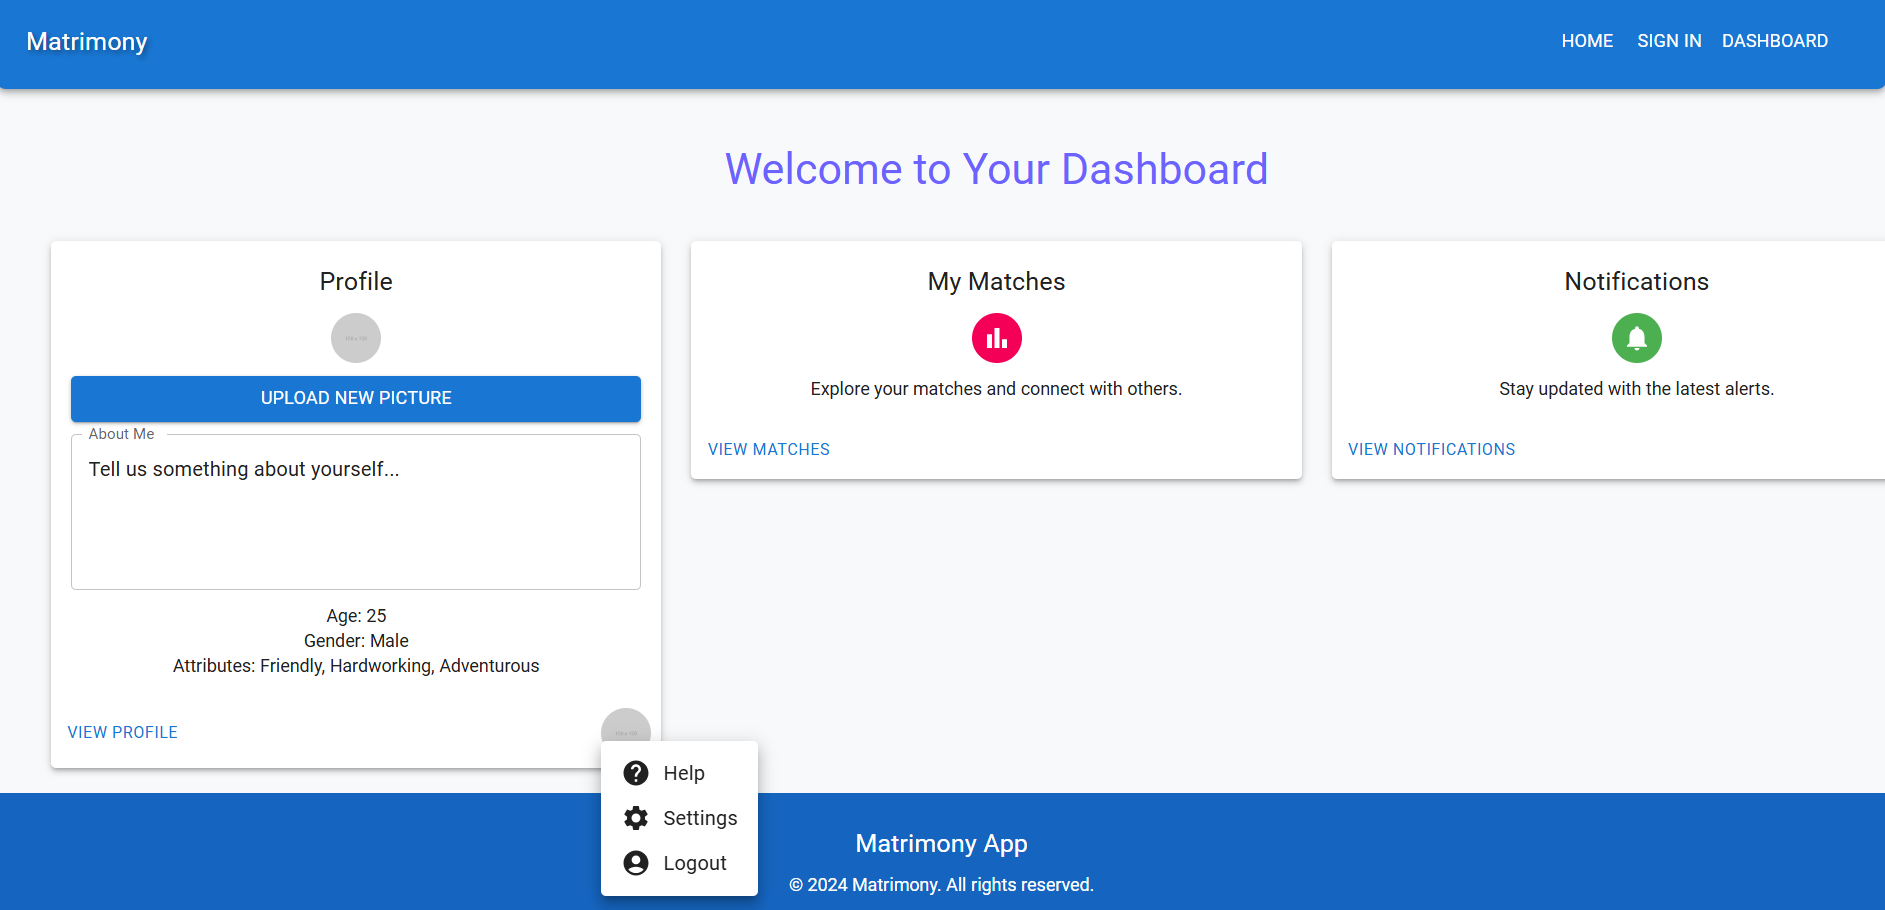 Matrimony
HOME SIGN IN DASHBOARD
Welcome to Your Dashboard
Profile
UPLOAD NEW PICTURE
About Me
Tell us something about yourself...
Age: 25
Gender: Male
Attributes: Friendly, Hardworking, Adventurous
VIEW PROFILE
My Matches
Explore your matches and connect with others.
VIEW MATCHES
Notifications
Stay updated with the latest alerts.
VIEW NOTIFICATIONS
Help
Settings
Logout
Matrimony App
© 2024 Matrimony. All rights reserved.